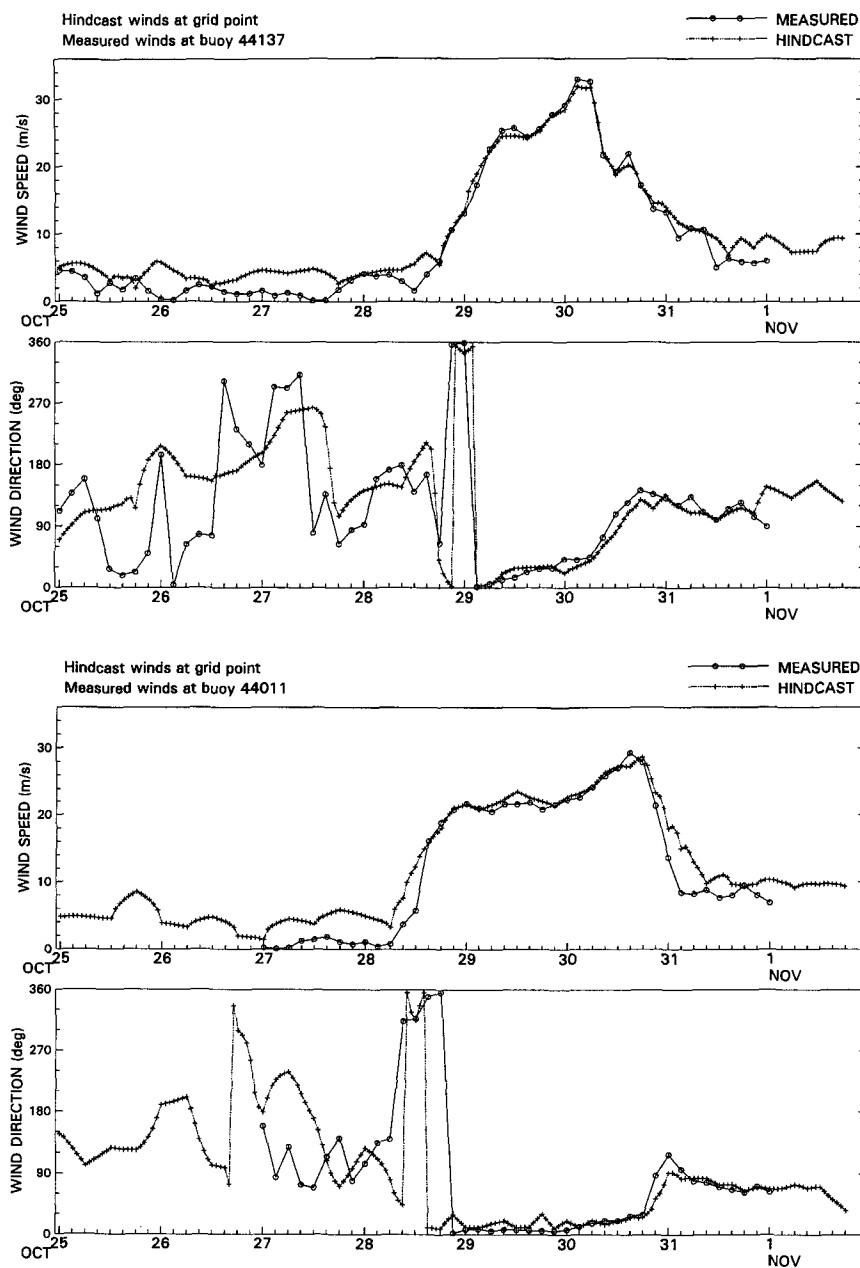 Hindcast winds at grid point
Measured winds at buoy 44137
MEASURED
HINDCAST
WIND SPEED (m/s)
30
20
10
0
25 26 27 28 29 30 31 1
OCT NOV
WIND DIRECTION (deg)
360
270
180
90
0
25 26 27 28 29 30 31 1
OCT NOV
Hindcast winds at grid point
Measured winds at buoy 44011
MEASURED
HINDCAST
WIND SPEED (m/s)
30
20
10
0
25 26 27 28 29 30 31 1
OCT NOV
WIND DIRECTION (deg)
360
270
180
90
0
25 26 27 28 29 30 31 1
OCT NOV